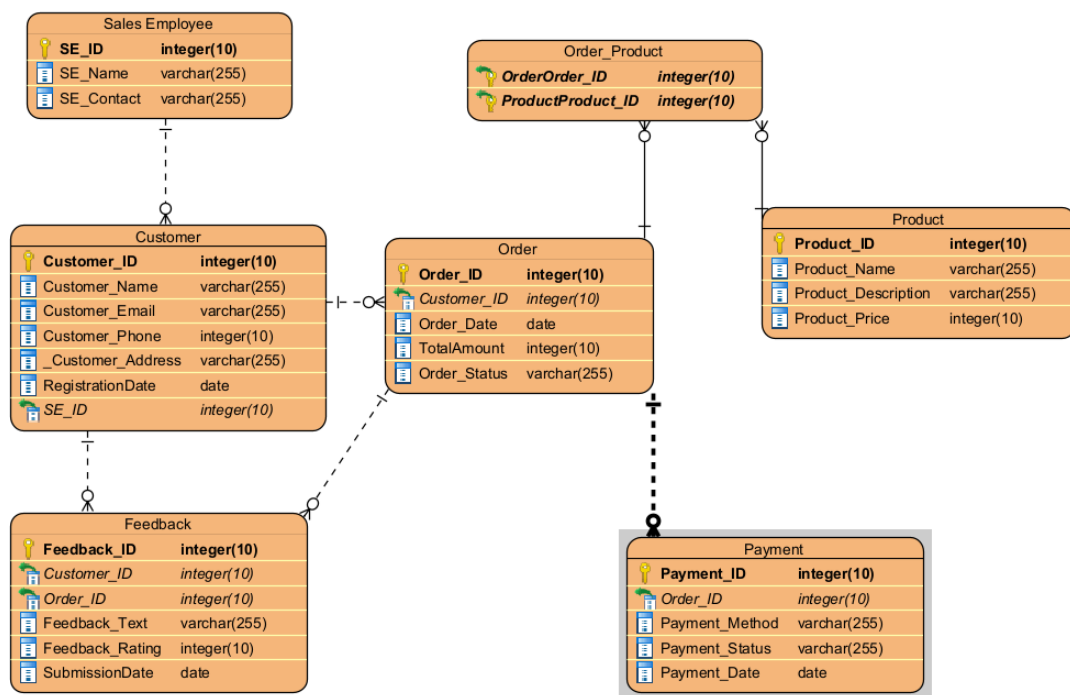 Sales Employee
SE_ID integer(10)
SE_Name varchar(255)
SE_Contact varchar(255)
Order_Product
OrderOrder_ID integer(10)
ProductProduct_ID integer(10)
Customer
Customer_ID integer(10)
Customer_Name varchar(255)
Customer_Email varchar(255)
Customer_Phone integer(10)
_Customer_Address varchar(255)
RegistrationDate date
SE_ID integer(10)
Order
Order_ID integer(10)
Customer_ID integer(10)
Order_Date date
TotalAmount integer(10)
Order_Status varchar(255)
Product
Product_ID integer(10)
Product_Name varchar(255)
Product_Description varchar(255)
Product_Price integer(10)
Feedback
Feedback_ID integer(10)
Customer_ID integer(10)
Order_ID integer(10)
Feedback_Text varchar(255)
Feedback_Rating integer(10)
SubmissionDate date
Payment
Payment_ID integer(10)
Order_ID integer(10)
Payment_Method varchar(255)
Payment_Status varchar(255)
Payment_Date date